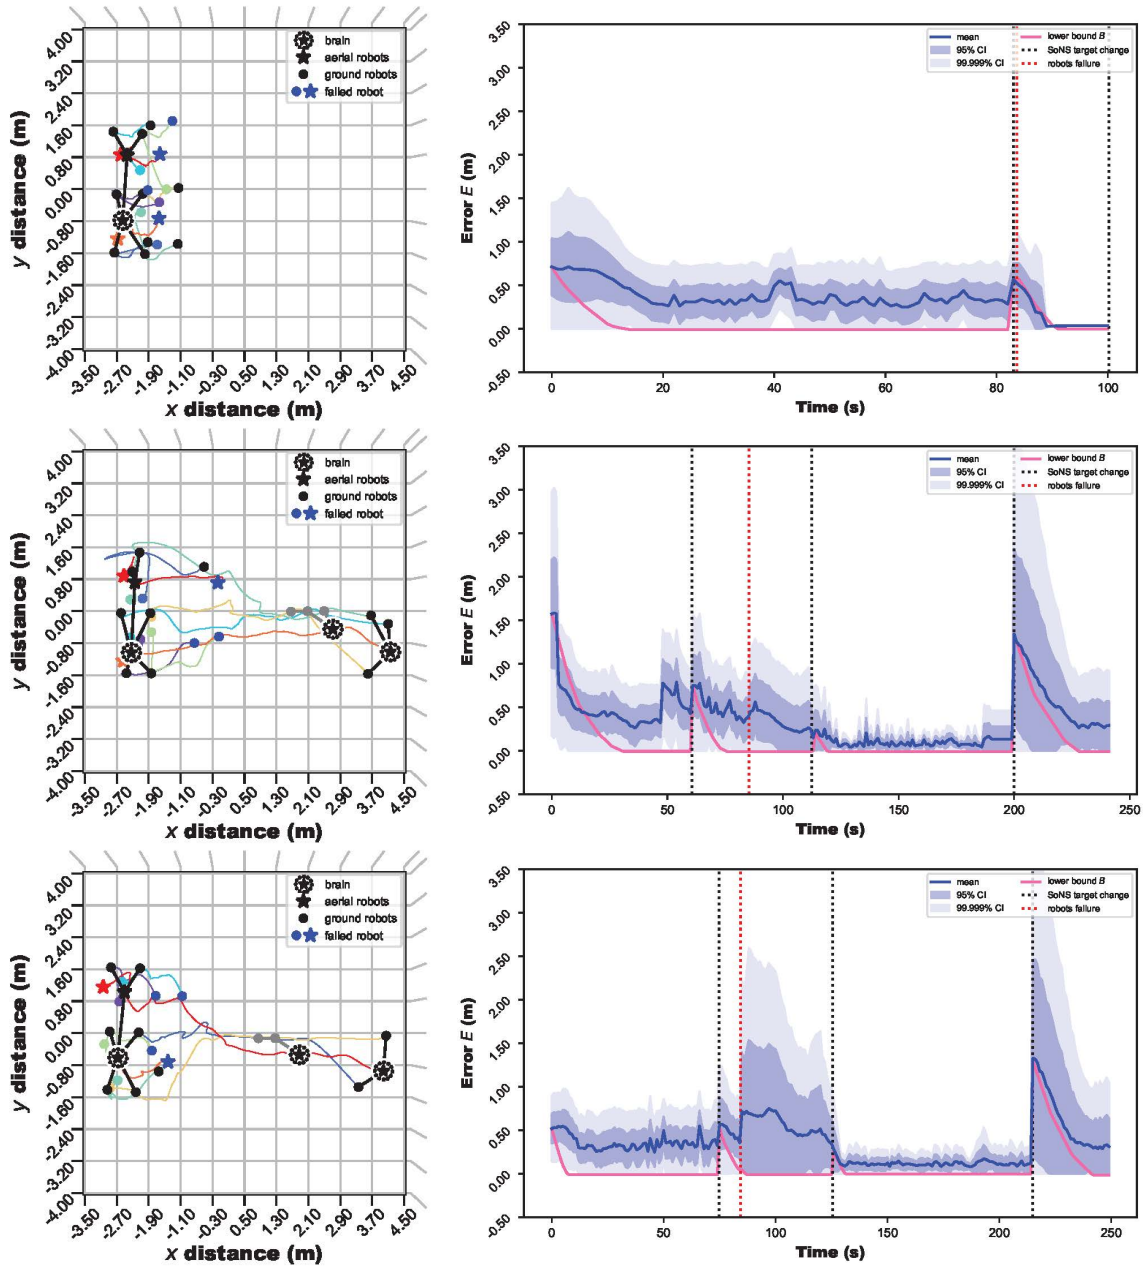 4.00
3.20
2.40
1.60
0.80
0.00
-0.80
-1.60
-2.40
-3.20
-4.00
y distance (m)
-3.50 -2.70 -1.90 -1.10 -0.30 0.50 1.30 2.10 2.90 3.70 4.50
x distance (m)
brain
aerial robots
ground robots
failed robot
3.50
3.00
2.50
2.00
1.50
1.00
0.50
0.00
-0.50
Error E (m)
0 20 40 60 80 100
Time (s)
mean
95% CI
99.999% CI
lower bound B
SoNS target change
robots failure
4.00
3.20
2.40
1.60
0.80
0.00
-0.80
-1.60
-2.40
-3.20
-4.00
y distance (m)
-3.50 -2.70 -1.90 -1.10 -0.30 0.50 1.30 2.10 2.90 3.70 4.50
x distance (m)
brain
aerial robots
ground robots
failed robot
3.50
3.00
2.50
2.00
1.50
1.00
0.50
0.00
-0.50
Error E (m)
0 50 100 150 200 250
Time (s)
mean
95% CI
99.999% CI
lower bound B
SoNS target change
robots failure
4.00
3.20
2.40
1.60
0.80
0.00
-0.80
-1.60
-2.40
-3.20
-4.00
y distance (m)
-3.50 -2.70 -1.90 -1.10 -0.30 0.50 1.30 2.10 2.90 3.70 4.50
x distance (m)
brain
aerial robots
ground robots
failed robot
3.50
3.00
2.50
2.00
1.50
1.00
0.50
0.00
-0.50
Error E (m)
0 50 100 150 200 250
Time (s)
mean
95% CI
99.999% CI
lower bound B
SoNS target change
robots failure